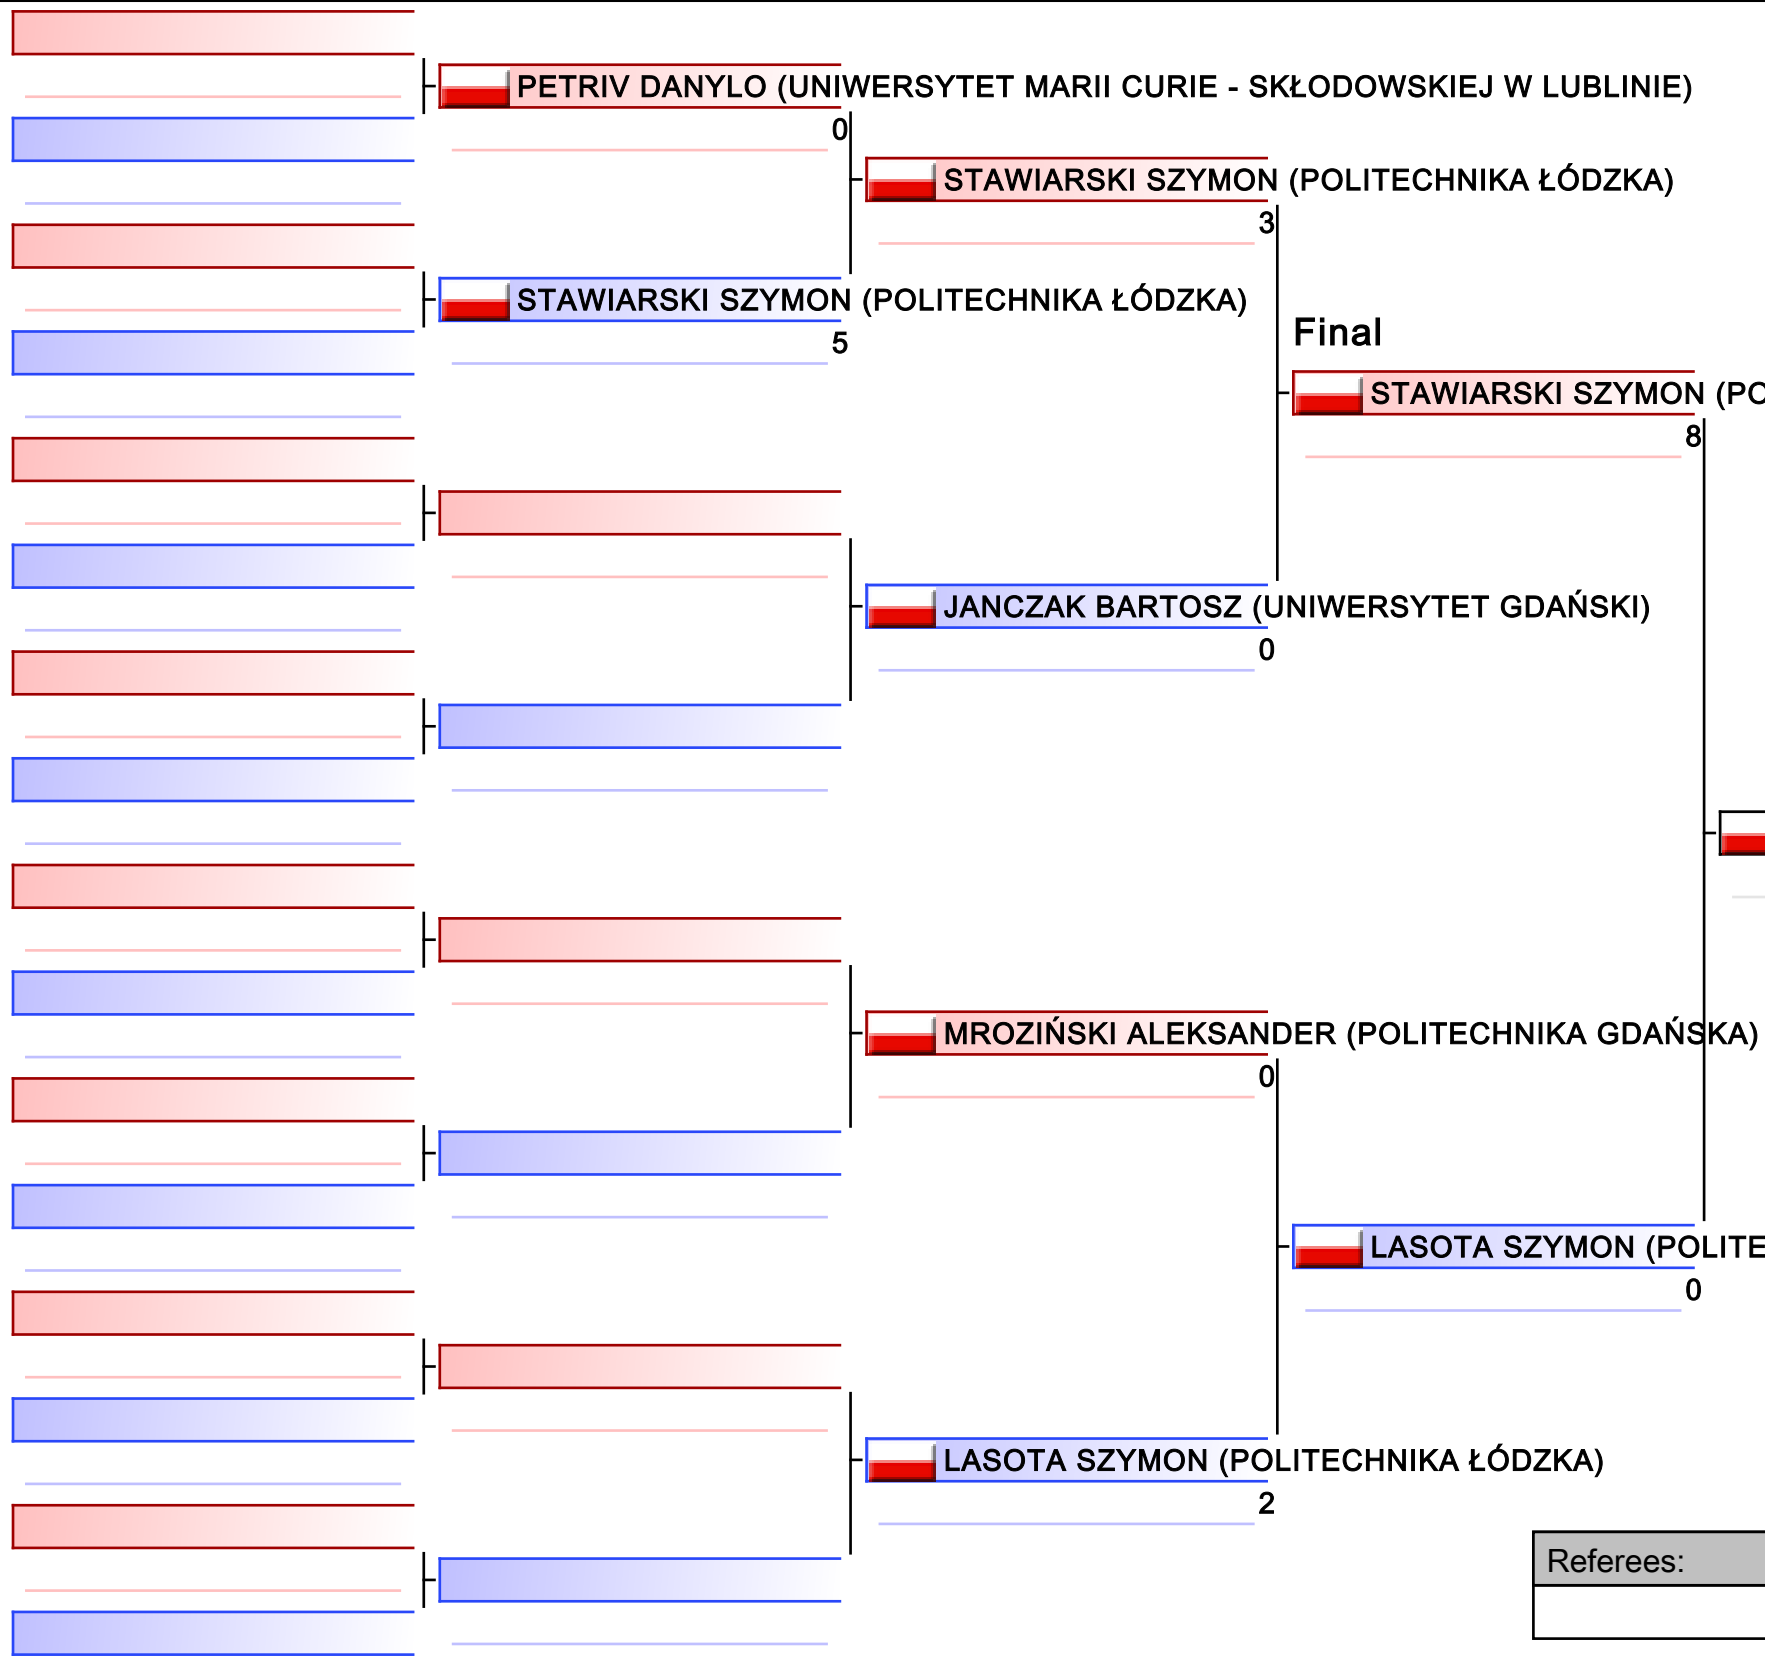 PETRIV DANYLO (UNIWERSYTET MARII CURIE - SKŁODOWSKIEJ W LUBLINIE)
0
STAWIARSKI SZYMON (POLITECHNIKA ŁÓDZKA)
3
STAWIARSKI SZYMON (POLITECHNIKA ŁÓDZKA)
5
Final
STAWIARSKI SZYMON (PO
8
JANCZAK BARTOSZ (UNIWERSYTET GDAŃSKI)
0
MROZIŃSKI ALEKSANDER (POLITECHNIKA GDAŃSKA)
0
LASOTA SZYMON (POLITE
0
LASOTA SZYMON (POLITECHNIKA ŁÓDZKA)
2
Referees: